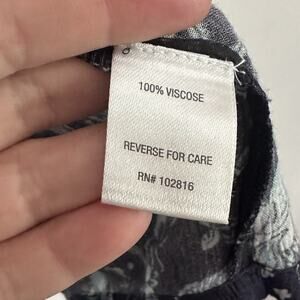 100% VISCOSE
REVERSE FOR CARE
RN# 102816